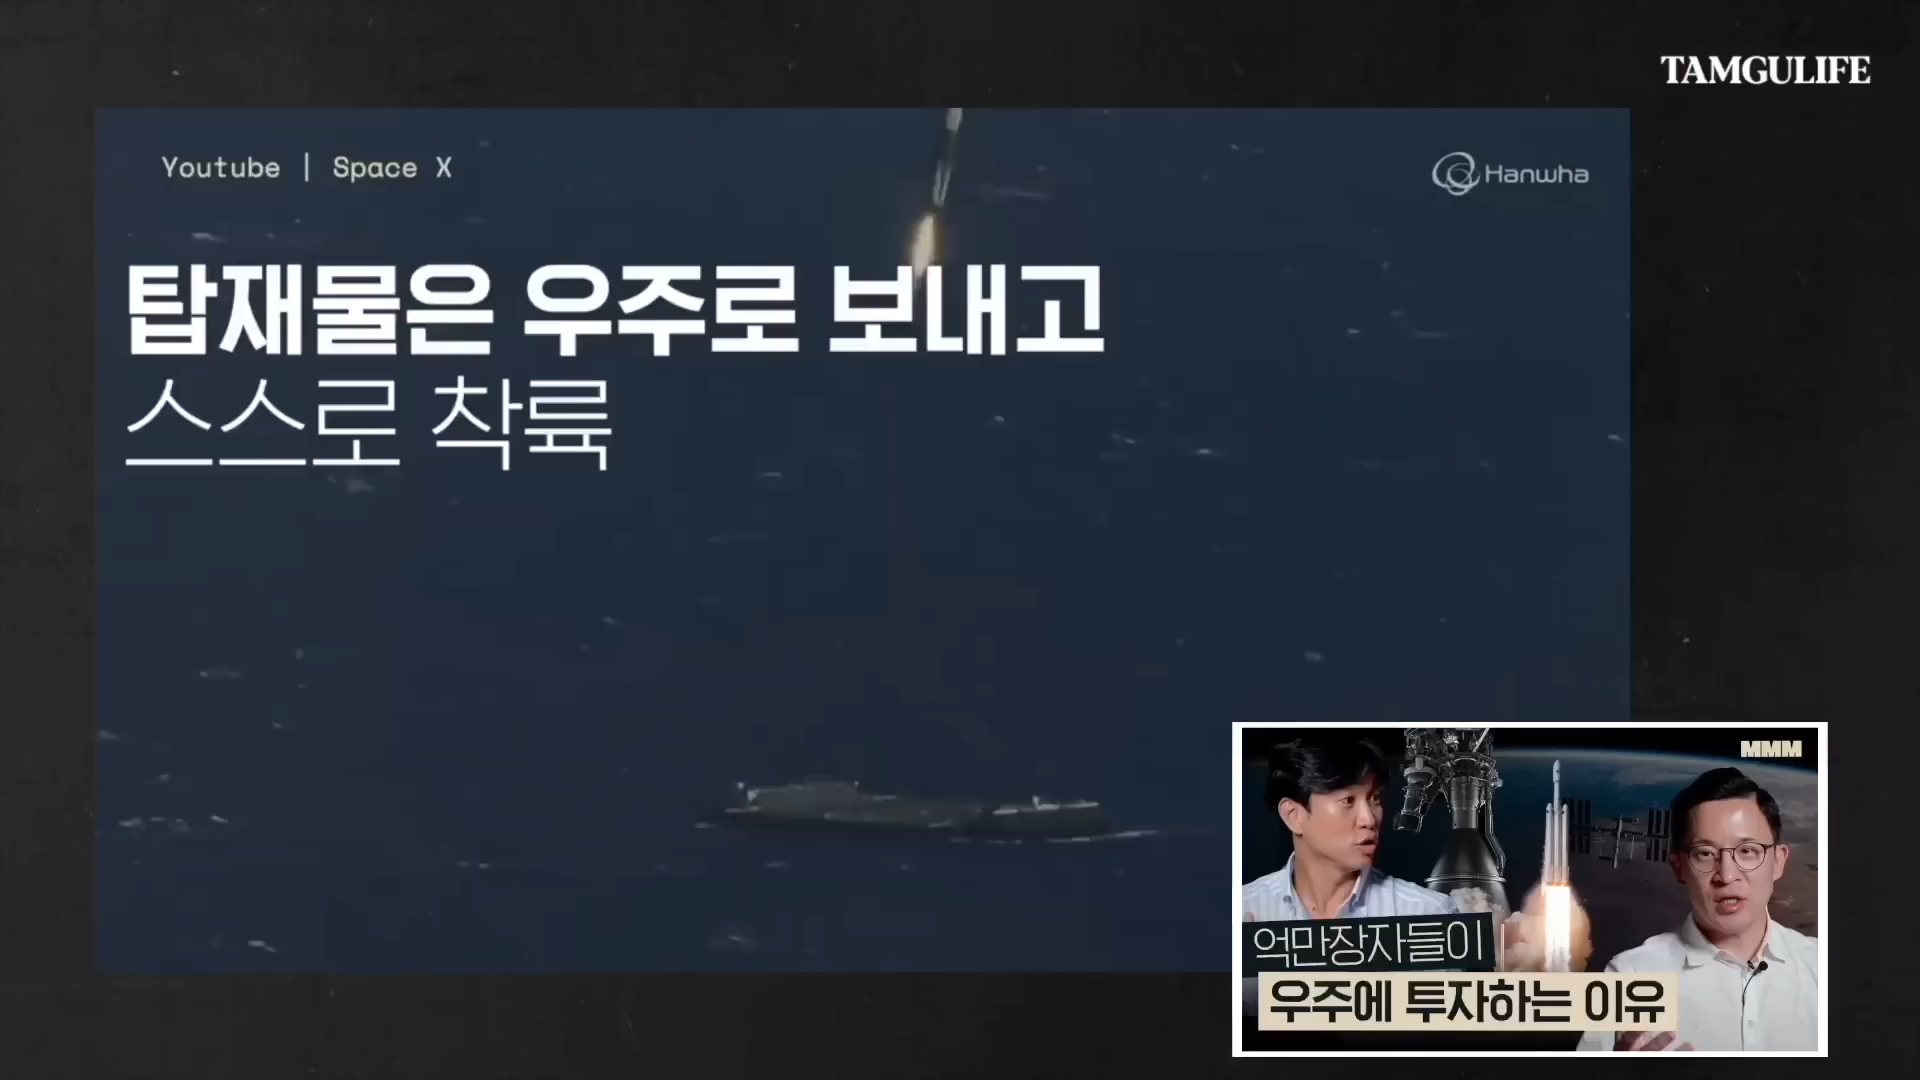 TAMGULIFE
Youtube | Space X
Hanwha
탑재물은 우주로 보내고
스스로 착륙
MMM
억만장자들이
우주에 투자하는 이유